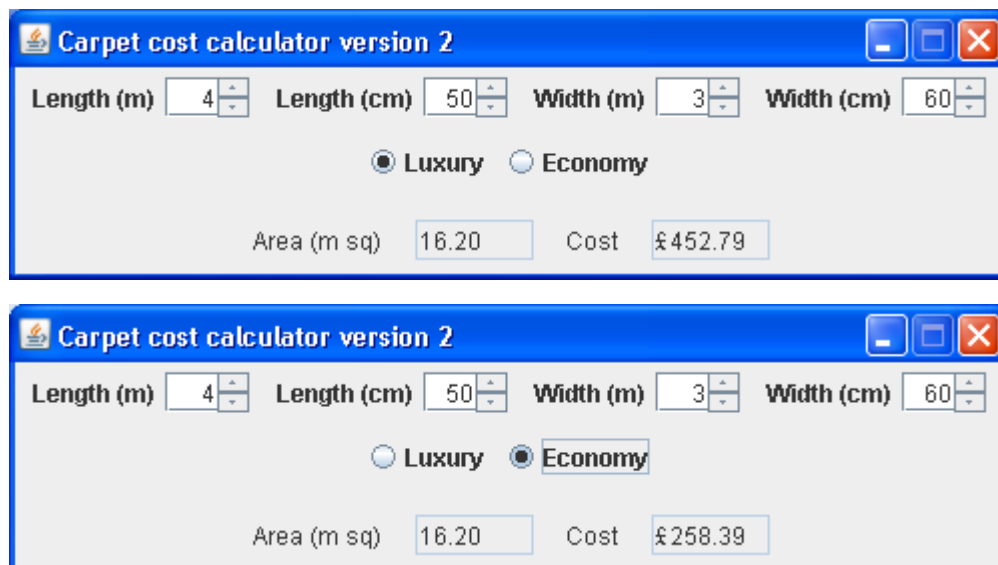 Carpet cost calculator version 2
Length (m) 4 Length (cm) 50 Width (m) 3 Width (cm) 60
Luxury Economy
Area (m sq) 16.20 Cost £452.79
Carpet cost calculator version 2
Length (m) 4 Length (cm) 50 Width (m) 3 Width (cm) 60
Luxury Economy
Area (m sq) 16.20 Cost £258.39